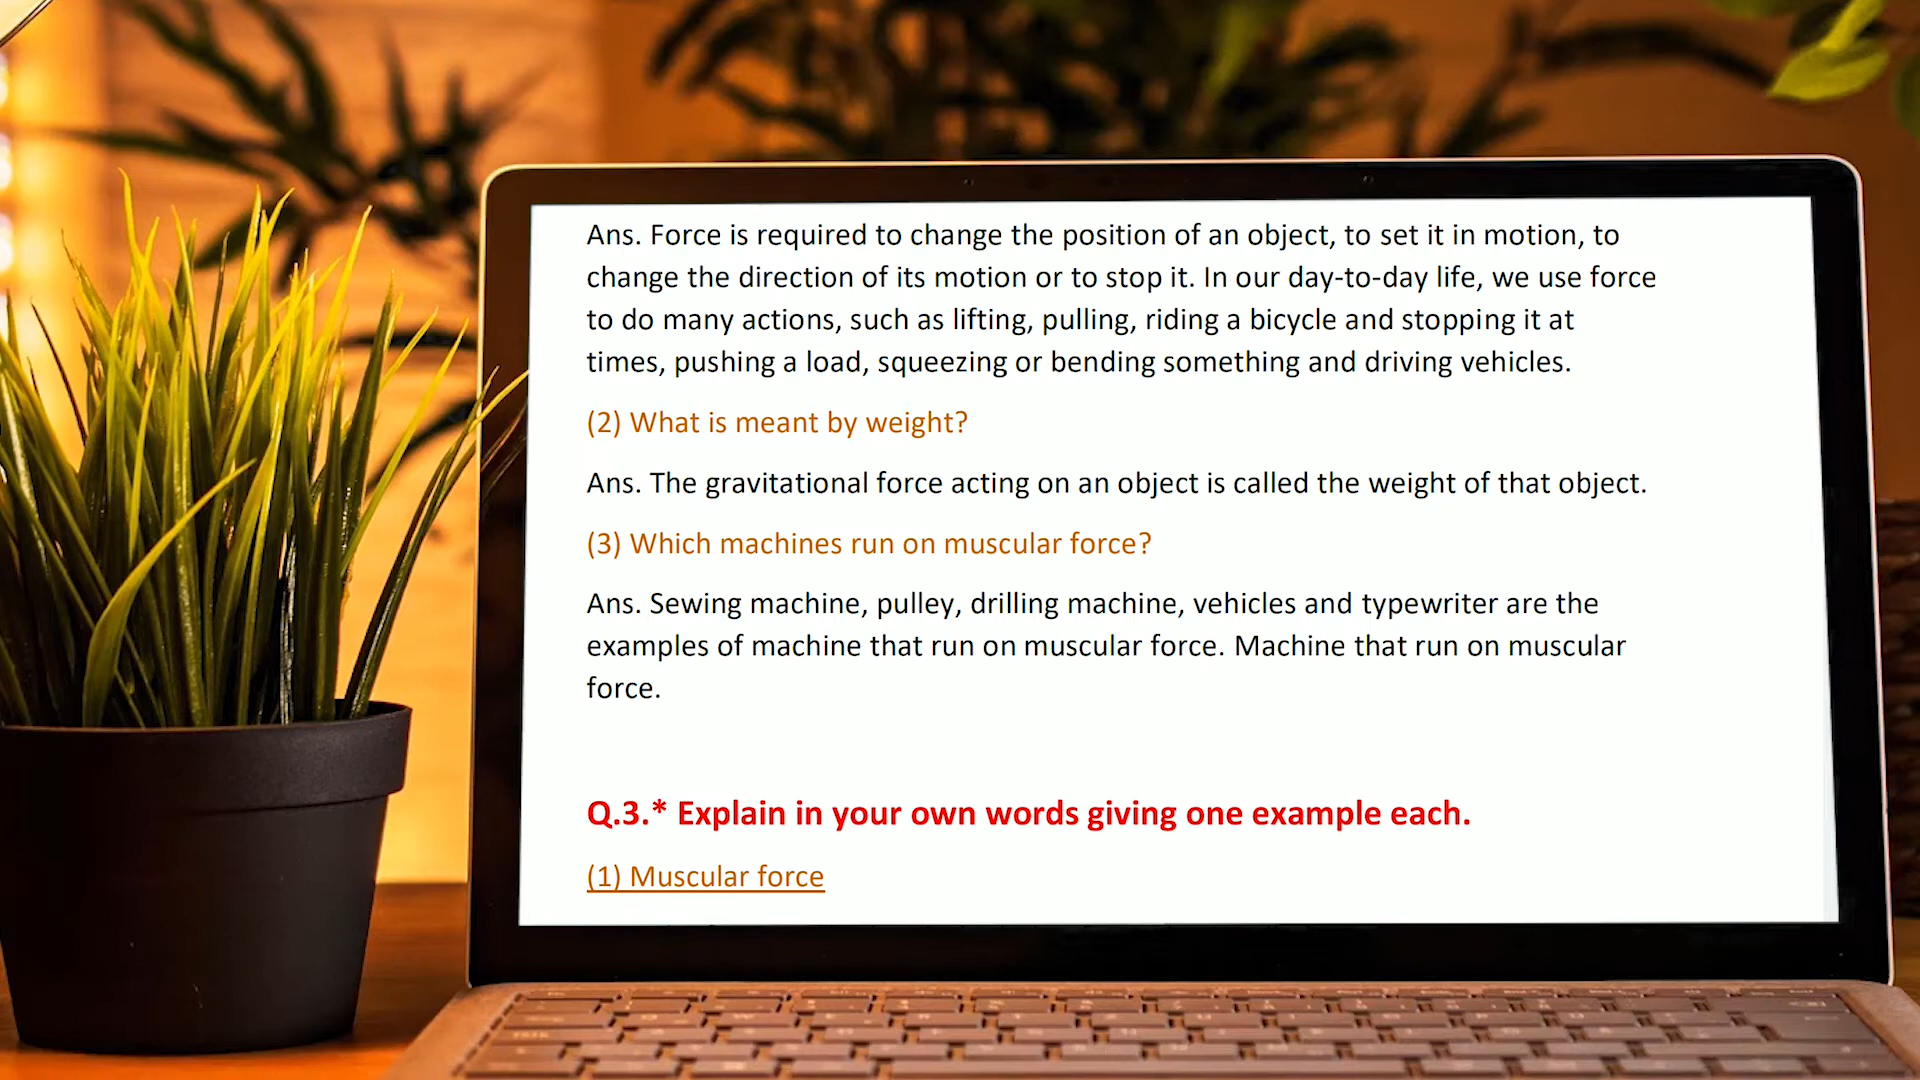 Ans. Force is required to change the position of an object, to set it in motion, to
change the direction of its motion or to stop it. In our day-to-day life, we use force
to do many actions, such as lifting, pulling, riding a bicycle and stopping it at
times, pushing a load, squeezing or bending something and driving vehicles.
(2) What is meant by weight?
Ans. The gravitational force acting on an object is called the weight of that object.
(3) Which machines run on muscular force?
Ans. Sewing machine, pulley, drilling machine, vehicles and typewriter are the
examples of machine that run on muscular force. Machine that run on muscular
force.
Q.3.* Explain in your own words giving one example each.
(1) Muscular force